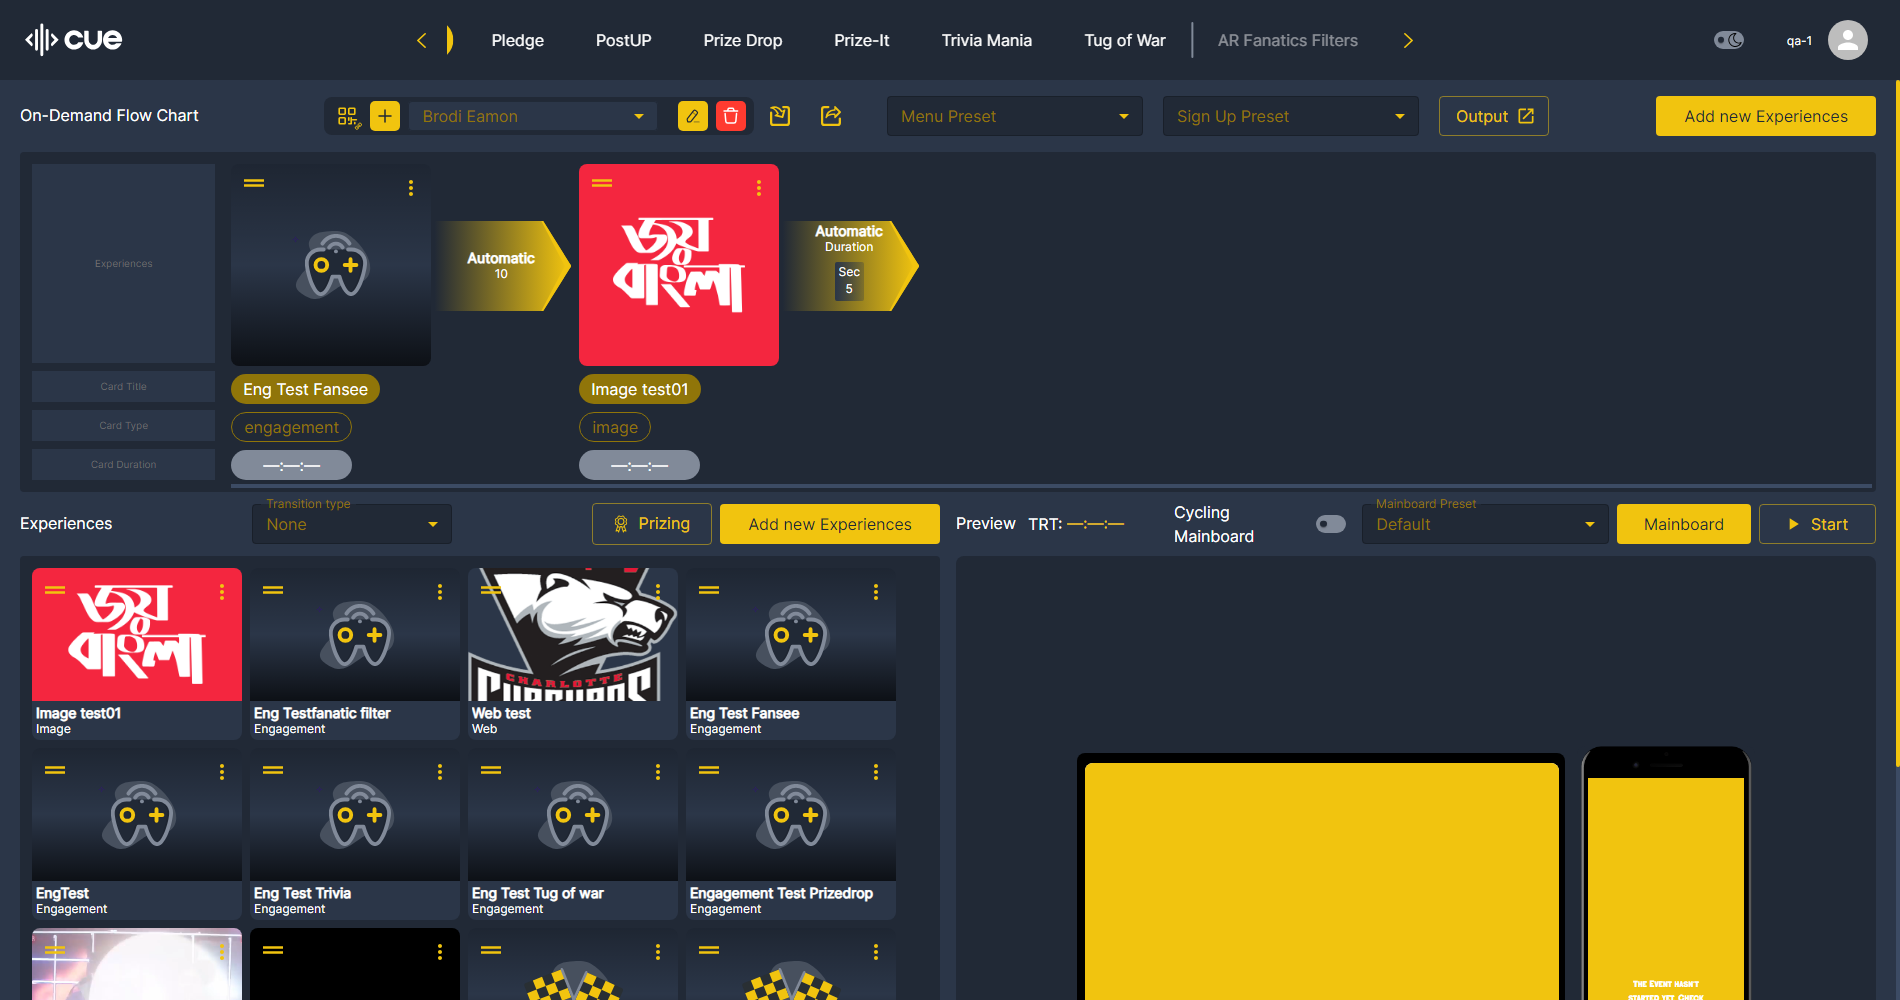 cue
Pledge
PostUP
Prize Drop
Prize-It
Trivia Mania
Tug of War
AR Fanatics Filters
qa-1
On-Demand Flow Chart
Brodi Eamon
Menu Preset
Sign Up Preset
Output
Add new Experiences
Experiences
Card Title
Card Type
Card Duration
জয়
বাংলা
Automatic
10
Automatic
Duration
Sec
5
Eng Test Fansee
engagement
—:—:—
Image test01
image
—:—:—
Experiences
Transition type
None
Prizing
Add new Experiences
Preview
TRT: —:—:—
Cycling
Mainboard
Mainboard Preset
Default
Mainboard
Start
জয়
বাংলা
Image test01
Image
Eng Testfanatic filter
Engagement
CHARLOTTE
Web test
Web
Eng Test Fansee
Engagement
EngTest
Engagement
Eng Test Trivia
Engagement
Eng Test Tug of war
Engagement
Engagement Test Prizedrop
Engagement
The Event hasn't
started yet. Check